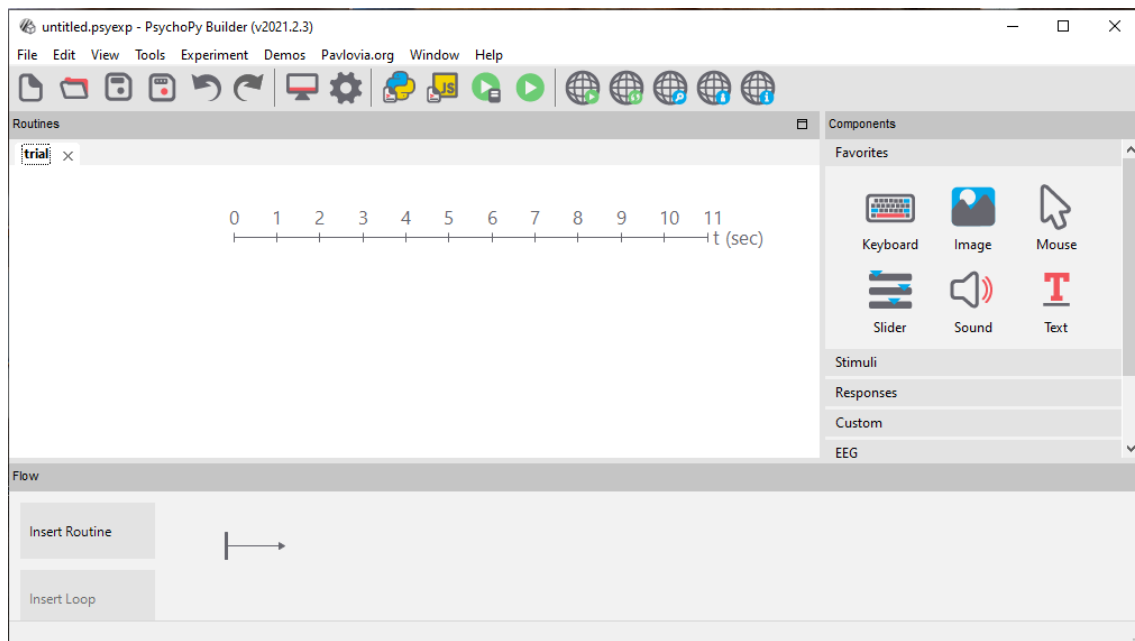 untitled.psyexp - PsychoPy Builder (v2021.2.3)
File Edit View Tools Experiment Demos Pavlovia.org Window Help
JS
Routines
trial
0 1 2 3 4 5 6 7 8 9 10 11
t (sec)
Components
Favorites
Keyboard Image Mouse
T
Slider Sound Text
Stimuli
Responses
Custom
EEG
Flow
Insert Routine
Insert Loop